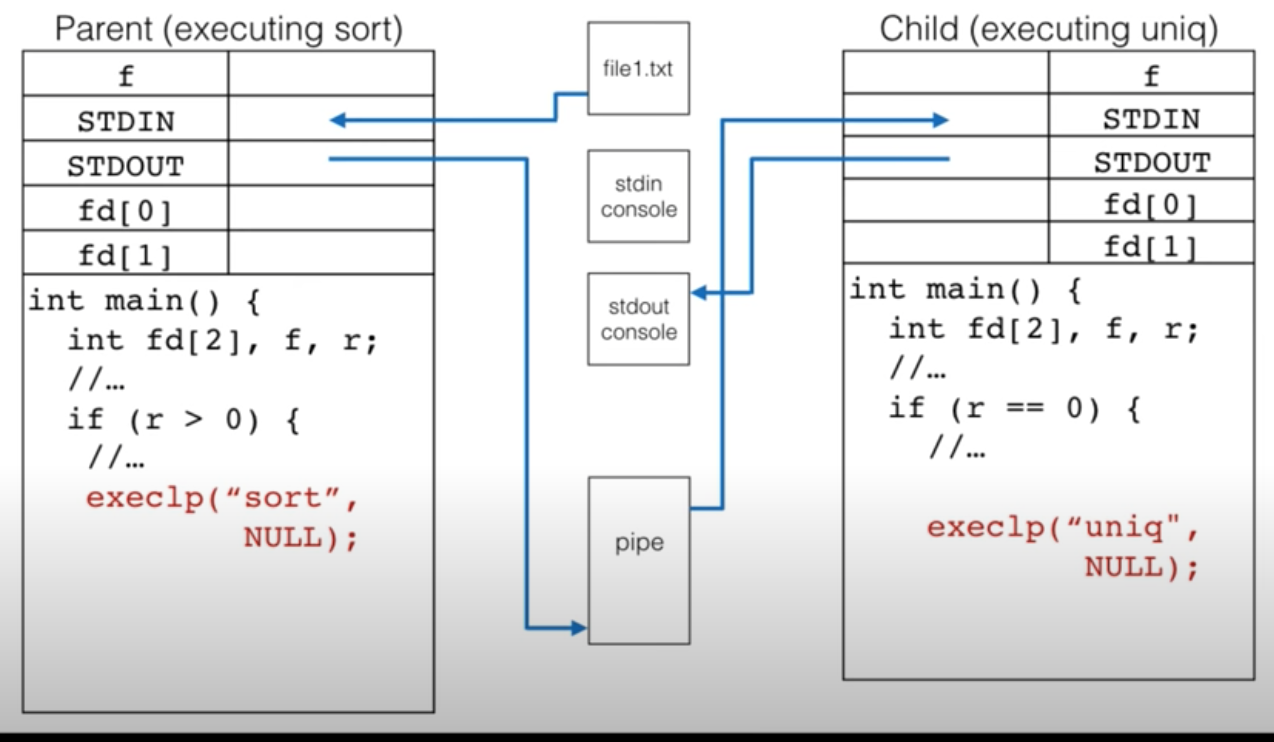 Parent (executing sort)
f
STDIN
STDOUT
fd[0]
fd[1]
int main() {
int fd[2], f, r;
//…
if (r > 0) {
//…
execlp(“sort”,
NULL);
file1.txt
stdin
console
stdout
console
pipe
Child (executing uniq)
f
STDIN
STDOUT
fd[0]
fd[1]
int main() {
int fd[2], f, r;
//…
if (r == 0) {
//…
execlp(“uniq",
NULL);